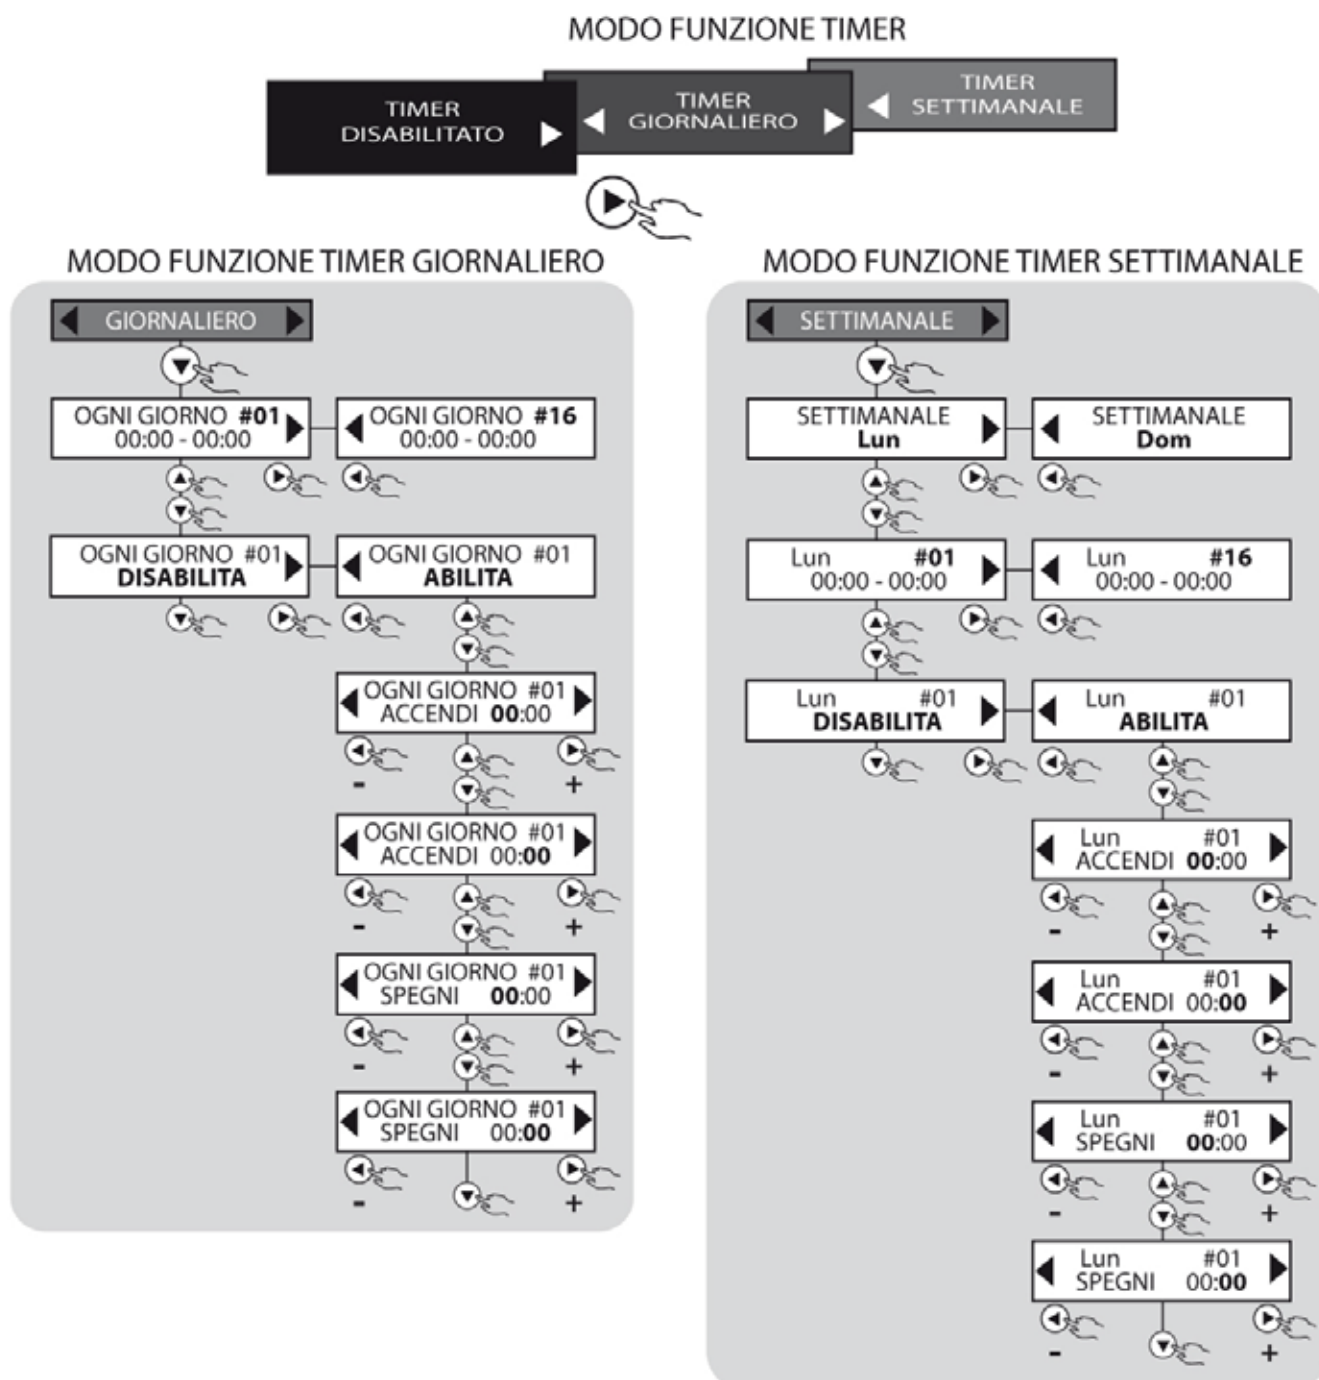 MODO FUNZIONE TIMER
TIMER
DISABILITATO
TIMER
GIORNALIERO
TIMER
SETTIMANALE
MODO FUNZIONE TIMER GIORNALIERO
GIORNALIERO
OGNI GIORNO #01
00:00 - 00:00
OGNI GIORNO #16
00:00 - 00:00
OGNI GIORNO #01
DISABILITA
OGNI GIORNO #01
ABILITA
OGNI GIORNO #01
ACCENDI 00:00
- +
OGNI GIORNO #01
ACCENDI 00:00
- +
OGNI GIORNO #01
SPEGNI 00:00
- +
OGNI GIORNO #01
SPEGNI 00:00
- +
MODO FUNZIONE TIMER SETTIMANALE
SETTIMANALE
SETTIMANALE
Lun
SETTIMANALE
Dom
Lun #01
00:00 - 00:00
Lun #16
00:00 - 00:00
Lun #01
DISABILITA
Lun #01
ABILITA
Lun #01
ACCENDI 00:00
- +
Lun #01
ACCENDI 00:00
- +
Lun #01
SPEGNI 00:00
- +
Lun #01
SPEGNI 00:00
- +